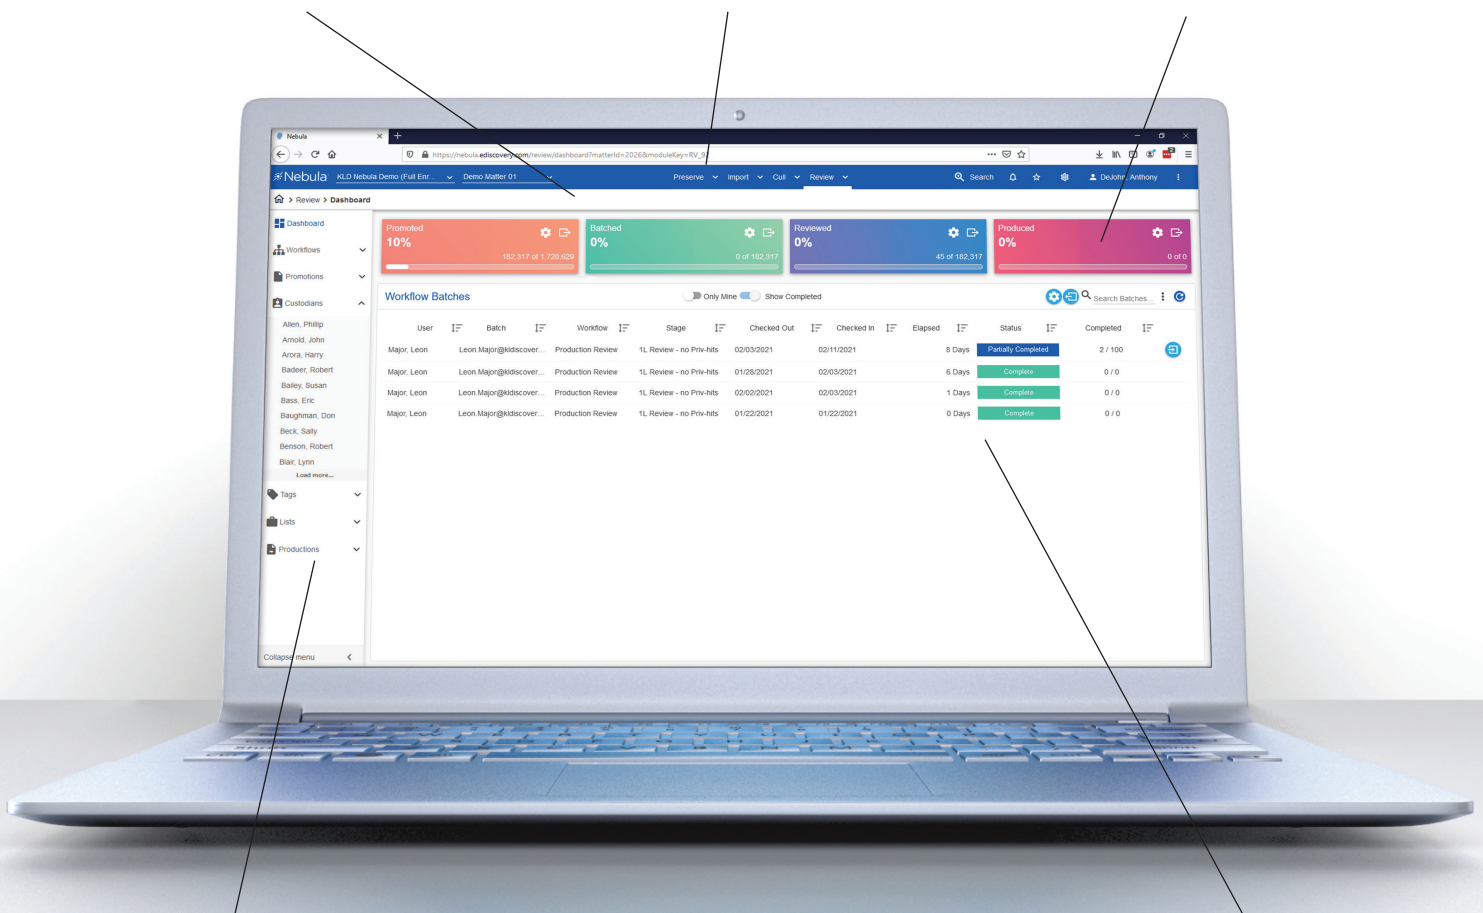 Nebula
https://nebula.ediscovery.com/review/dashboard?matterId=2026&moduleKey=RV_9
Nebula KLD Nebula Demo (Full Enr... Demo Matter 01 Preserve Import Cull Review Search DeJohn, Anthony
> Review > Dashboard
Dashboard
Workflows
Promotions
Custodians
Allen, Phillip
Arnold, John
Arora, Harry
Badeer, Robert
Bailey, Susan
Bass, Eric
Baughman, Don
Beck, Sally
Benson, Robert
Blair, Lynn
Load more...
Tags
Lists
Productions
Collapse menu
Promoted
10%
182,317 of 1,720,629
Batched
0%
0 of 182,317
Reviewed
0%
45 of 182,317
Produced
0%
0 of 0
Workflow Batches Only Mine Show Completed Search Batches...
User Batch Workflow Stage Checked Out Checked In Elapsed Status Completed
Major, Leon Leon.Major@kldiscover... Production Review 1L Review - no Priv-hits 02/03/2021 02/11/2021 8 Days Partially Completed 2 / 100
Major, Leon Leon.Major@kldiscover... Production Review 1L Review - no Priv-hits 01/28/2021 02/03/2021 6 Days Complete 0 / 0
Major, Leon Leon.Major@kldiscover... Production Review 1L Review - no Priv-hits 02/02/2021 02/03/2021 1 Days Complete 0 / 0
Major, Leon Leon.Major@kldiscover... Production Review 1L Review - no Priv-hits 01/22/2021 01/22/2021 0 Days Complete 0 / 0